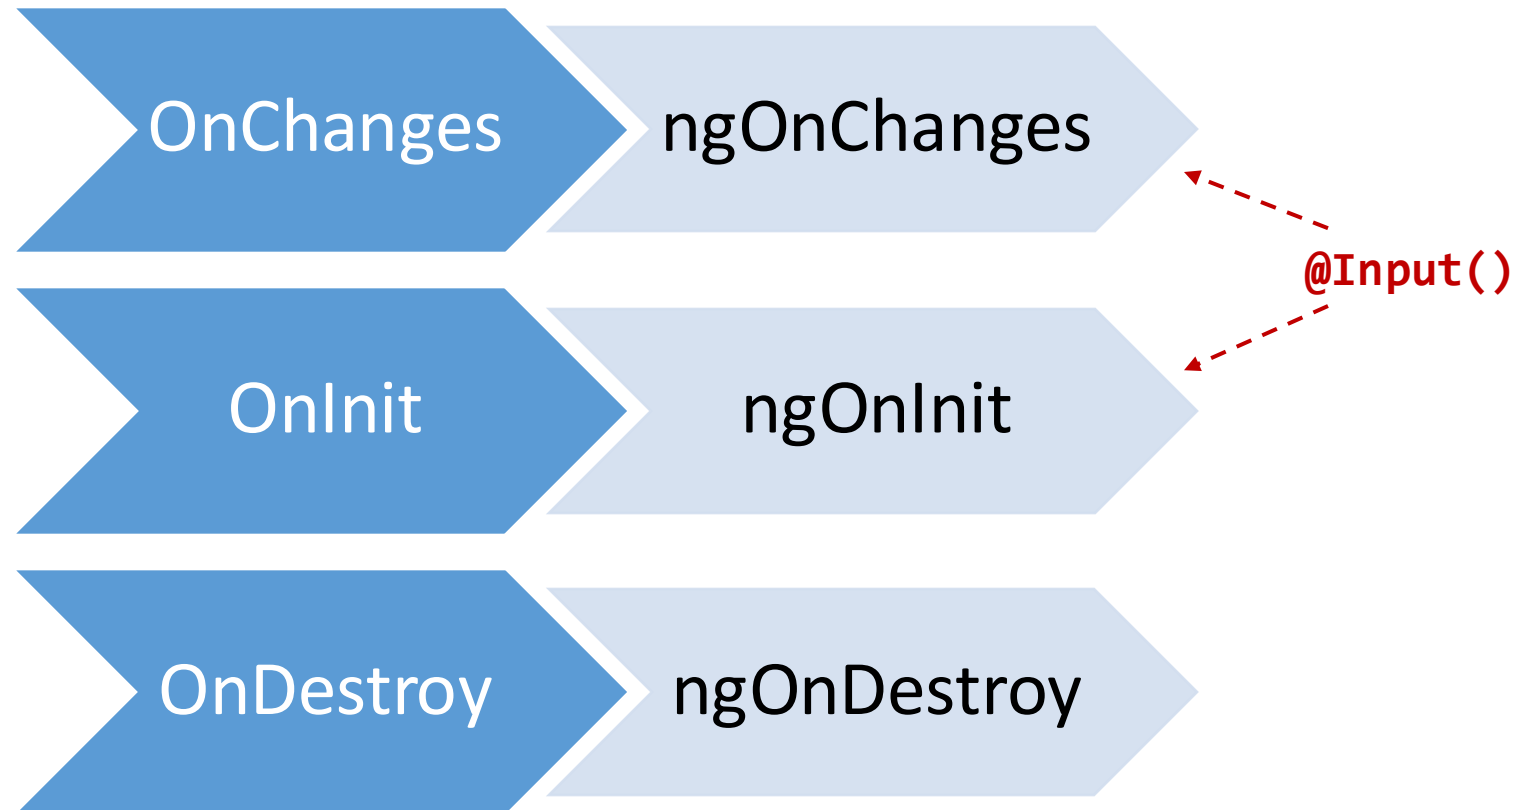 OnChanges
ngOnChanges
@Input()
OnInit
ngOnInit
OnDestroy
ngOnDestroy